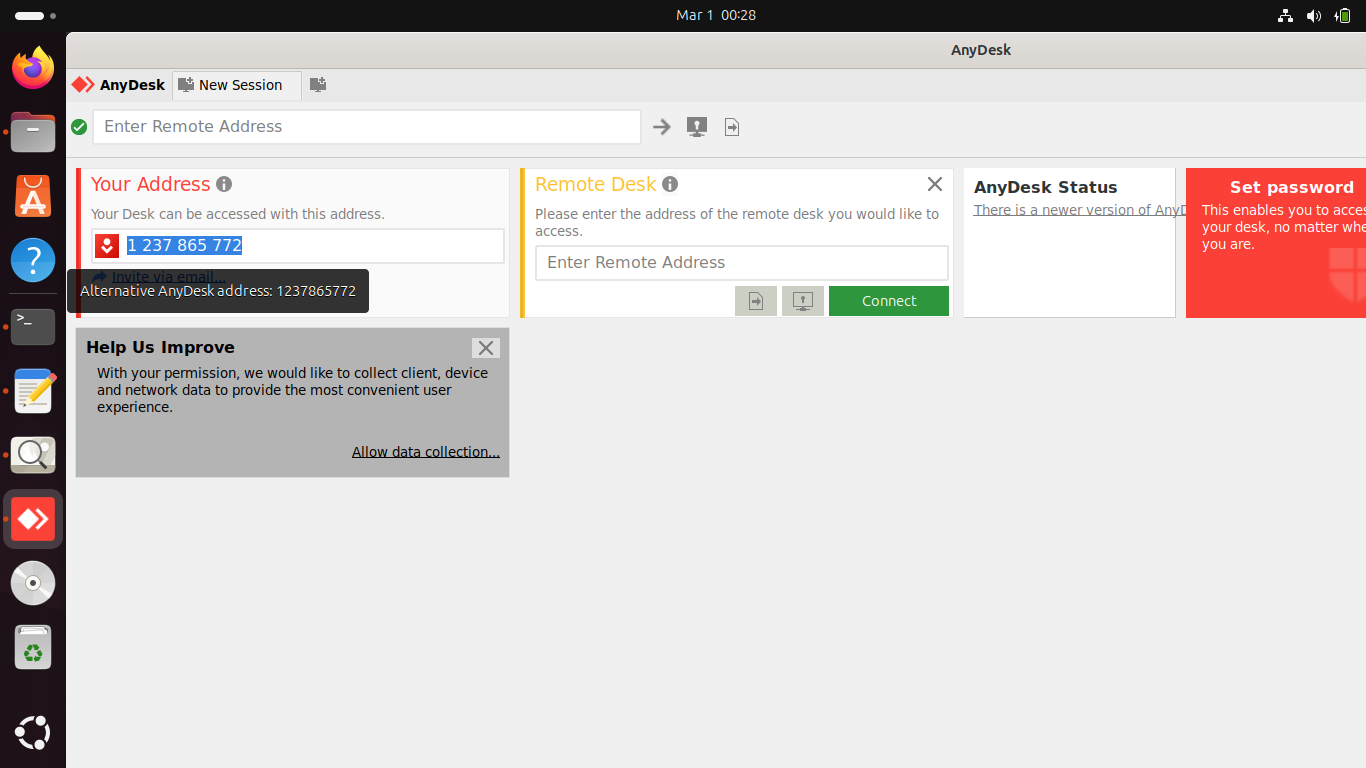 Mar 1 00:28
AnyDesk
AnyDesk
New Session
Enter Remote Address
Your Address
Your Desk can be accessed with this address.
1 237 865 772
Invite via email...
Alternative AnyDesk address: 1237865772
Remote Desk
Please enter the address of the remote desk you would like to
access.
Enter Remote Address
Connect
AnyDesk Status
There is a newer version of AnyD
Set password
This enables you to acces
your desk, no matter whe
you are.
Help Us Improve
With your permission, we would like to collect client, device
and network data to provide the most convenient user
experience.
Allow data collection...